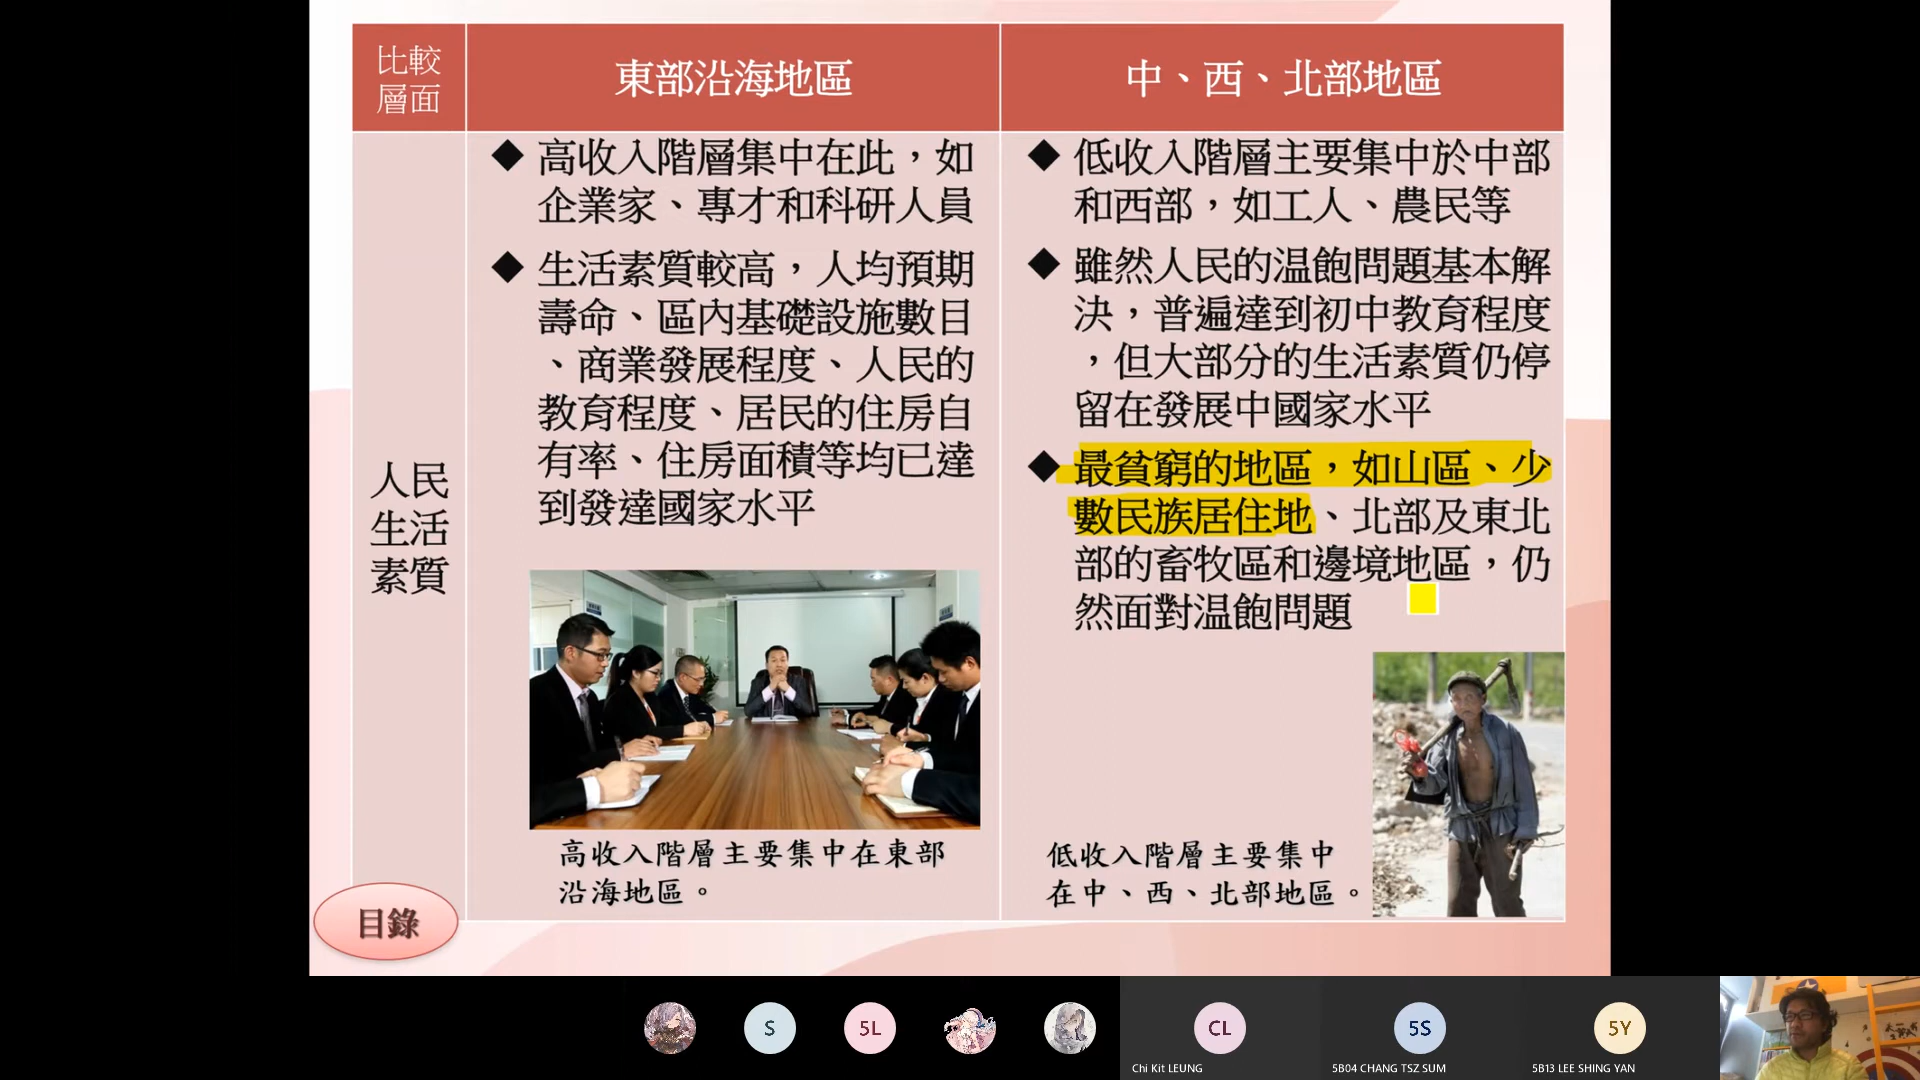 比較
層面
東部沿海地區
中、西、北部地區
人民
生活
素質
◆ 高收入階層集中在此，如
企業家、專才和科研人員
◆ 生活素質較高，人均預期
壽命、區內基礎設施數目
、商業發展程度、人民的
教育程度、居民的住房自
有率、住房面積等均已達
到發達國家水平
高收入階層主要集中在東部
沿海地區。
◆ 低收入階層主要集中於中部
和西部，如工人、農民等
◆ 雖然人民的温飽問題基本解
決，普遍達到初中教育程度
，但大部分的生活素質仍停
留在發展中國家水平
◆ 最貧窮的地區，如山區、少
數民族居住地、北部及東北
部的畜牧區和邊境地區，仍
然面對温飽問題
低收入階層主要集中
在中、西、北部地區。
目錄
S
5L
CL
Chi Kit LEUNG
5S
5B04 CHANG TSZ SUM
5Y
5B13 LEE SHING YAN